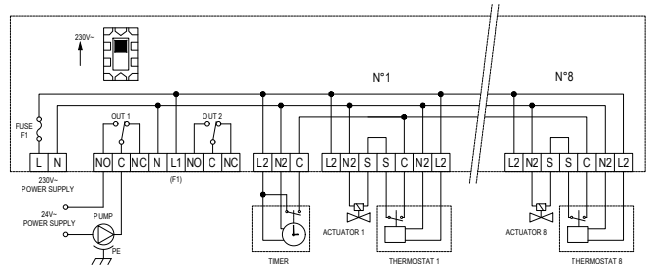 230V~
N°1
N°8
FUSE
F1
OUT 1
OUT 2
L N
NO C NC N L1 NO C NC
L2 N2 C
L2 N2 S S C N2 L2
L2 N2 S S C N2 L2
(F1)
230V~
POWER SUPPLY
24V~
POWER SUPPLY
PUMP
PE
TIMER
ACTUATOR 1
THERMOSTAT 1
ACTUATOR 8
THERMOSTAT 8